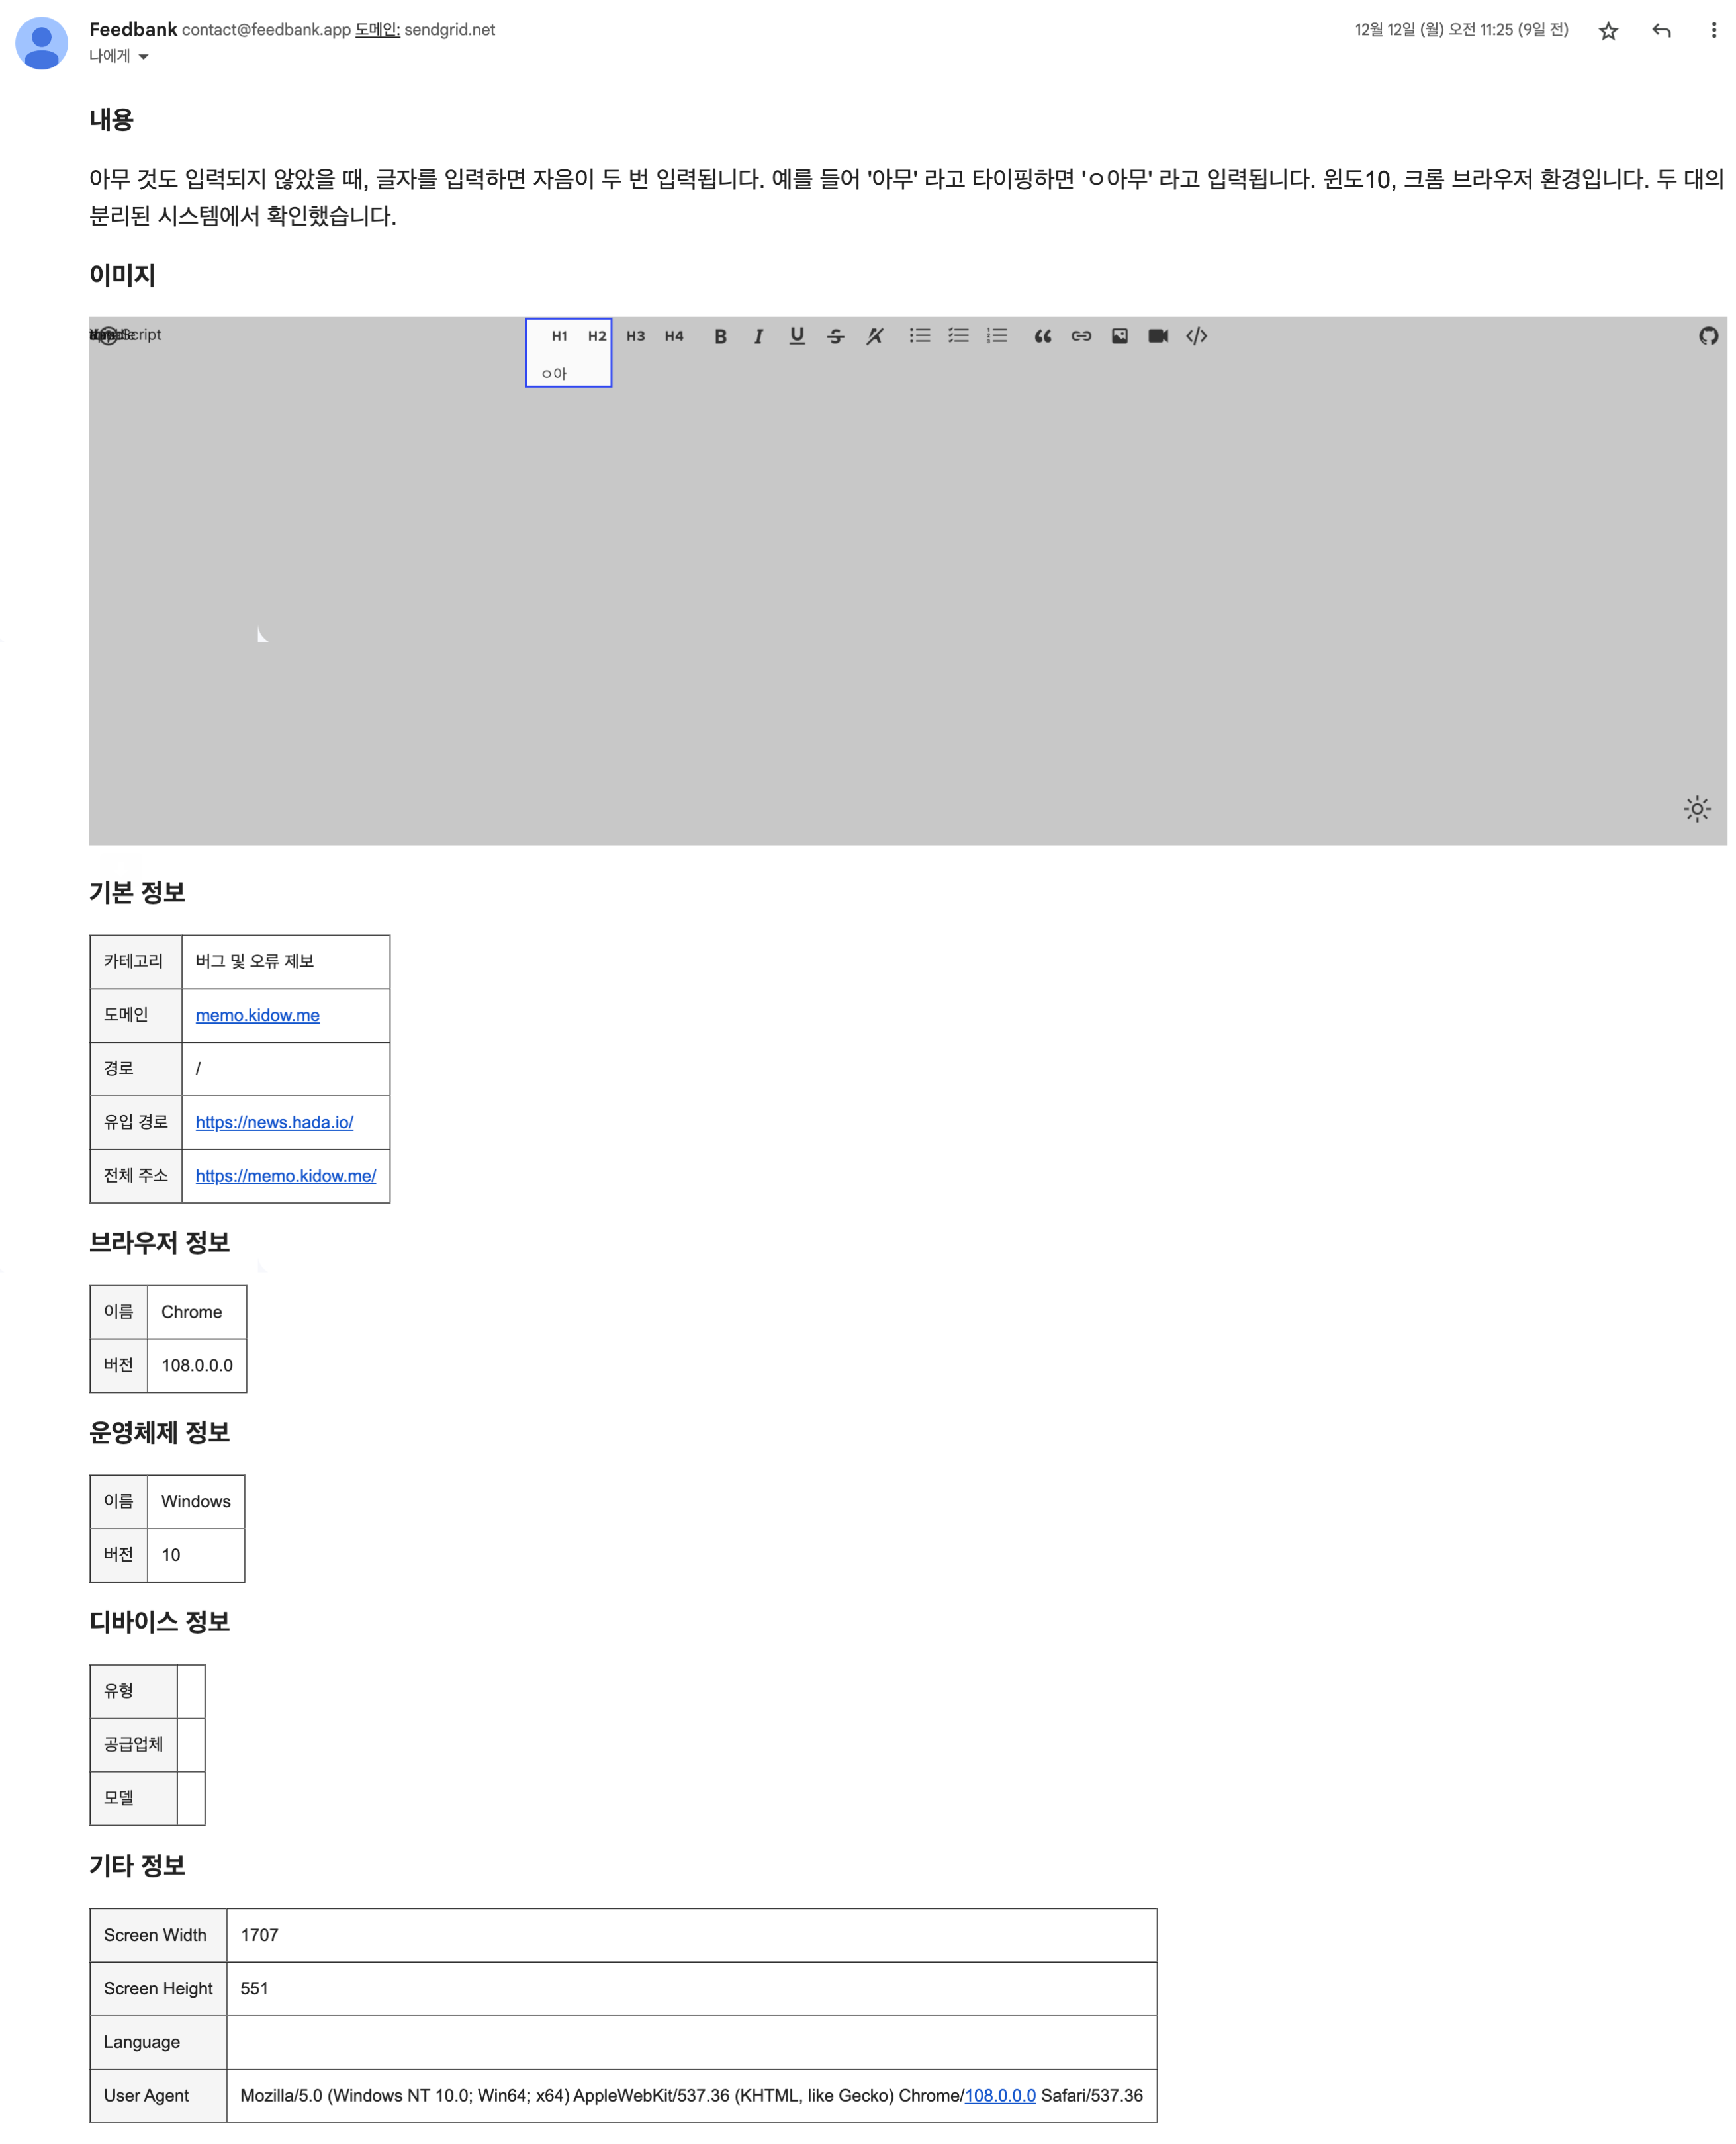 Feedbank contact@feedbank.app 도메인: sendgrid.net
12월 12일 (월) 오전 11:25 (9일 전)
나에게
내용
아무 것도 입력되지 않았을 때, 글자를 입력하면 자음이 두 번 입력됩니다. 예를 들어 '아무' 라고 타이핑하면 'ㅇ아무' 라고 입력됩니다. 윈도10, 크롬 브라우저 환경입니다. 두 대의
분리된 시스템에서 확인했습니다.
이미지
H1 H2 H3 H4 B I U S
ㅇ아
기본 정보
카테고리 버그 및 오류 제보
도메인 memo.kidow.me
경로 /
유입 경로 https://news.hada.io/
전체 주소 https://memo.kidow.me/
브라우저 정보
이름 Chrome
버전 108.0.0.0
운영체제 정보
이름 Windows
버전 10
디바이스 정보
유형
공급업체
모델
기타 정보
Screen Width 1707
Screen Height 551
Language
User Agent Mozilla/5.0 (Windows NT 10.0; Win64; x64) AppleWebKit/537.36 (KHTML, like Gecko) Chrome/108.0.0.0 Safari/537.36